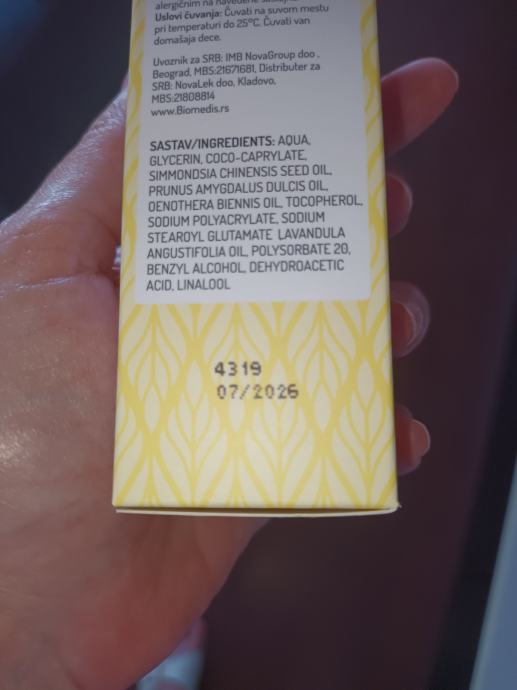 alergičnim na navedene
Uslovi čuvanja: Čuvati na suvom mestu
pri temperaturi do 25°C. Čuvati van
domašaja dece.
Uvoznik za SRB: IMB NovaGroup doo ,
Beograd, MBS:21671681, Distributer za
SRB: NovaLek doo, Kladovo,
MBS:21808814
www.Biomedis.rs
SASTAV/INGREDIENTS: AQUA,
GLYCERIN, COCO-CAPRYLATE,
SIMMONDSIA CHINENSIS SEED OIL,
PRUNUS AMYGDALUS DULCIS OIL,
OENOTHERA BIENNIS OIL, TOCOPHEROL,
SODIUM POLYACRYLATE, SODIUM
STEAROYL GLUTAMATE LAVANDULA
ANGUSTIFOLIA OIL, POLYSORBATE 20,
BENZYL ALCOHOL, DEHYDROACETIC
ACID, LINALOOL
4319
07/2026